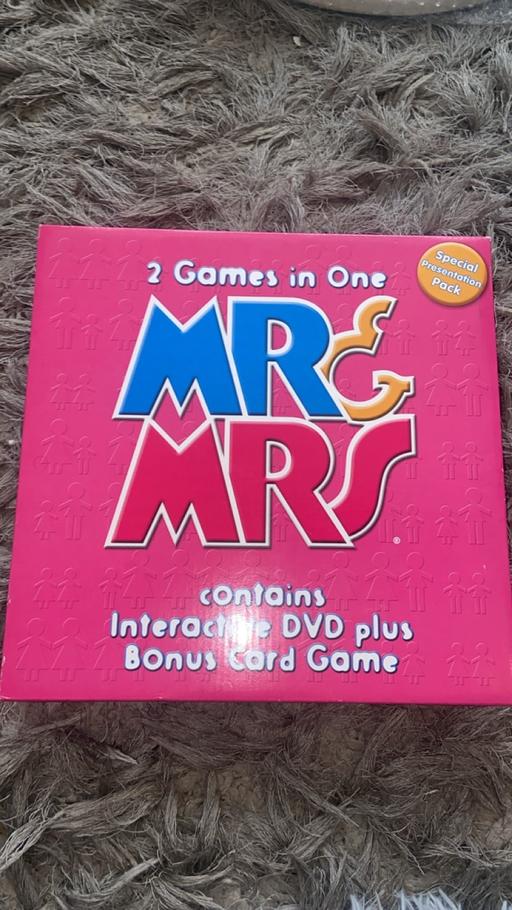 Special
Presentation
Pack
2 Games in One
MR &
MRS®
contains
Interactive DVD plus
Bonus Card Game